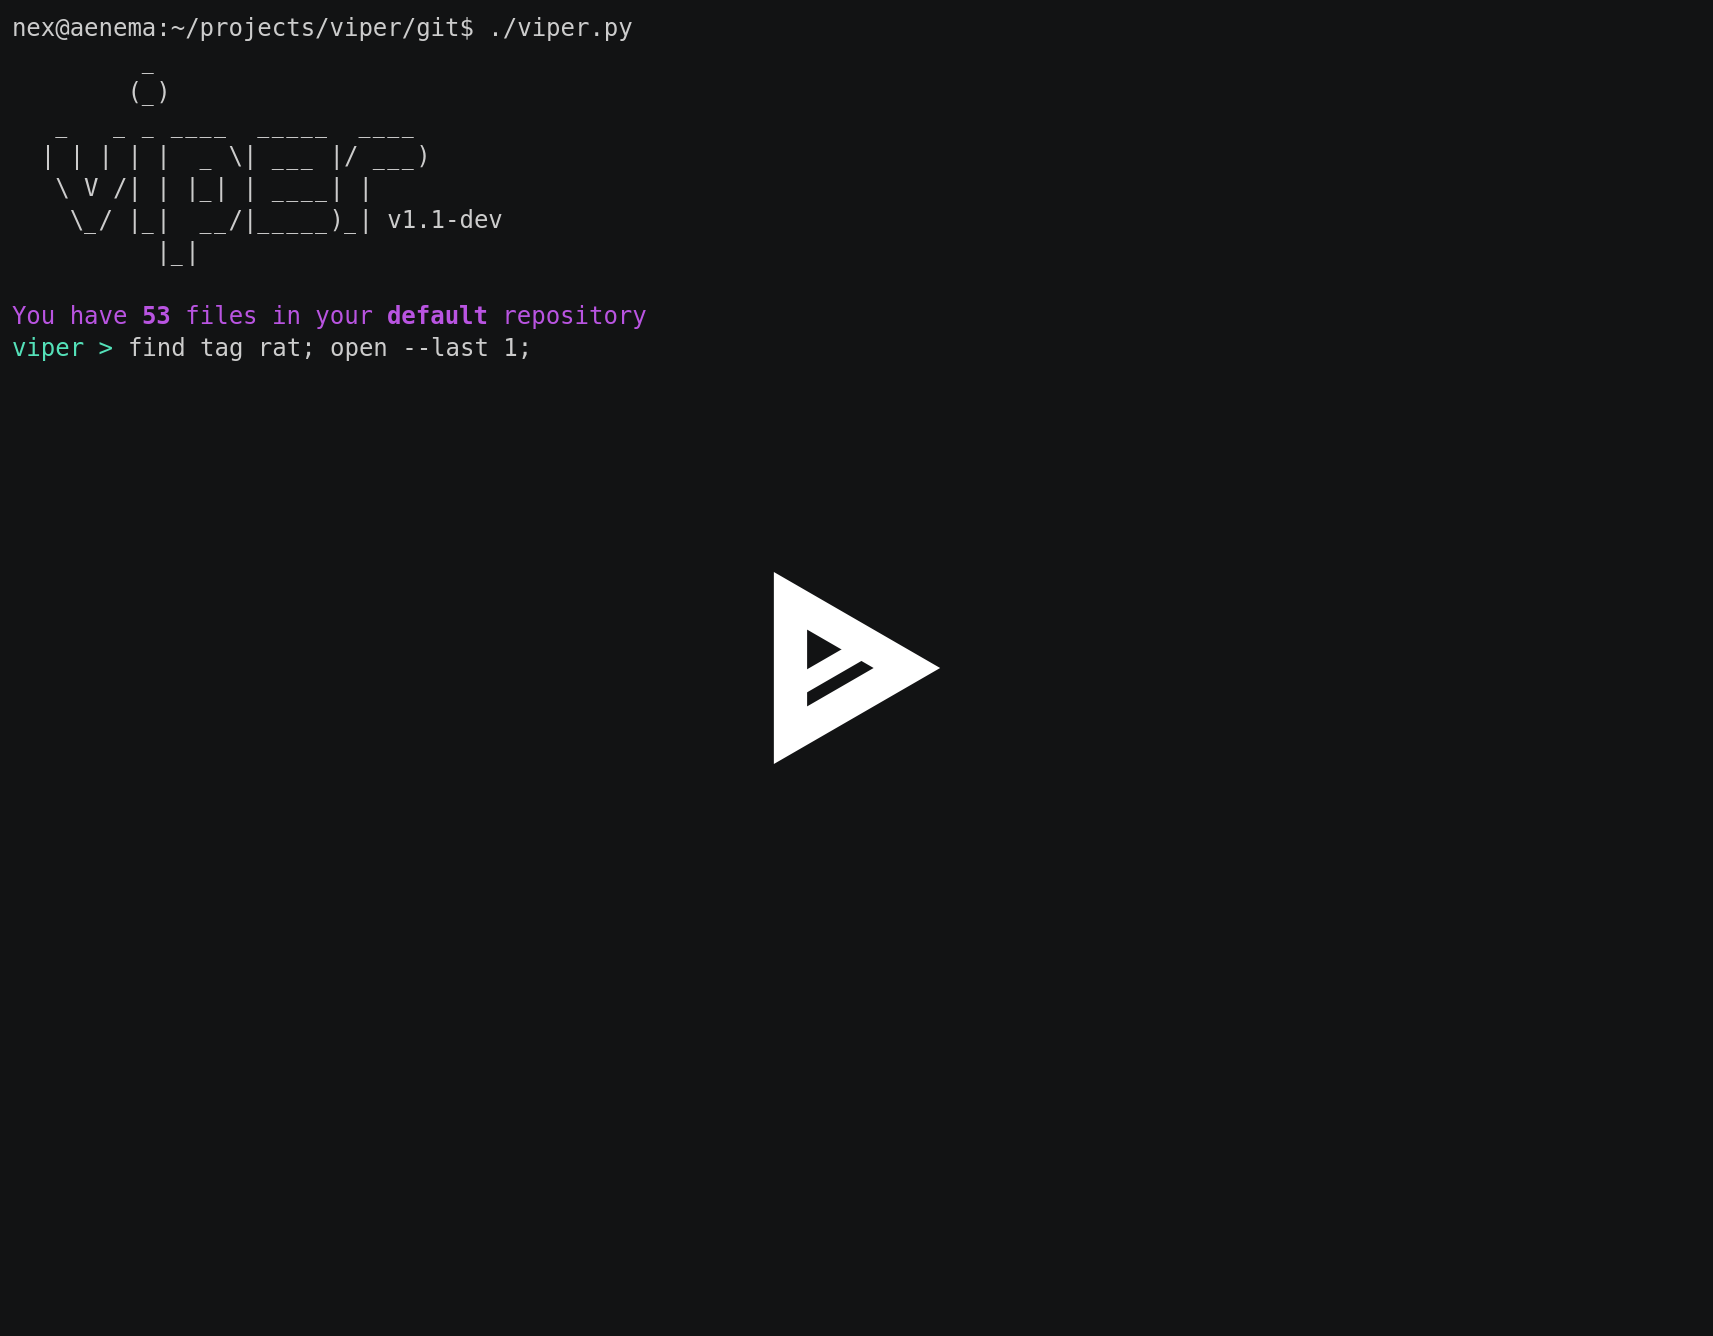 nex@aenema:~/projects/viper/git$ ./viper.py
         _
        (_)
   _   _ _ ____  _____  ____
  | | | | |  _ \| ___ |/ ___)
   \ V /| | |_| | ____| |
    \_/ |_|  __/|_____)_| v1.1-dev
          |_|
You have 53 files in your default repository
viper > find tag rat; open --last 1;